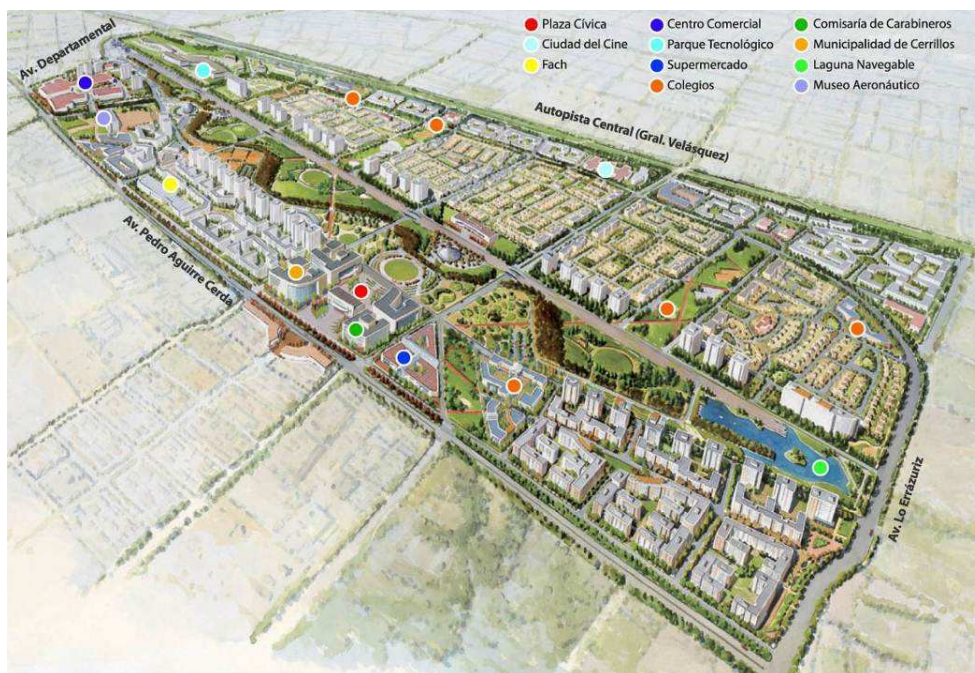 Plaza Cívica
Ciudad del Cine
Fach
Centro Comercial
Parque Tecnológico
Supermercado
Colegios
Comisaría de Carabineros
Municipalidad de Cerrillos
Laguna Navegable
Museo Aeronáutico
Av. Departamental
Autopista Central (Gral. Velásquez)
Av. Pedro Aguirre Cerda
Av. Lo Errázuriz